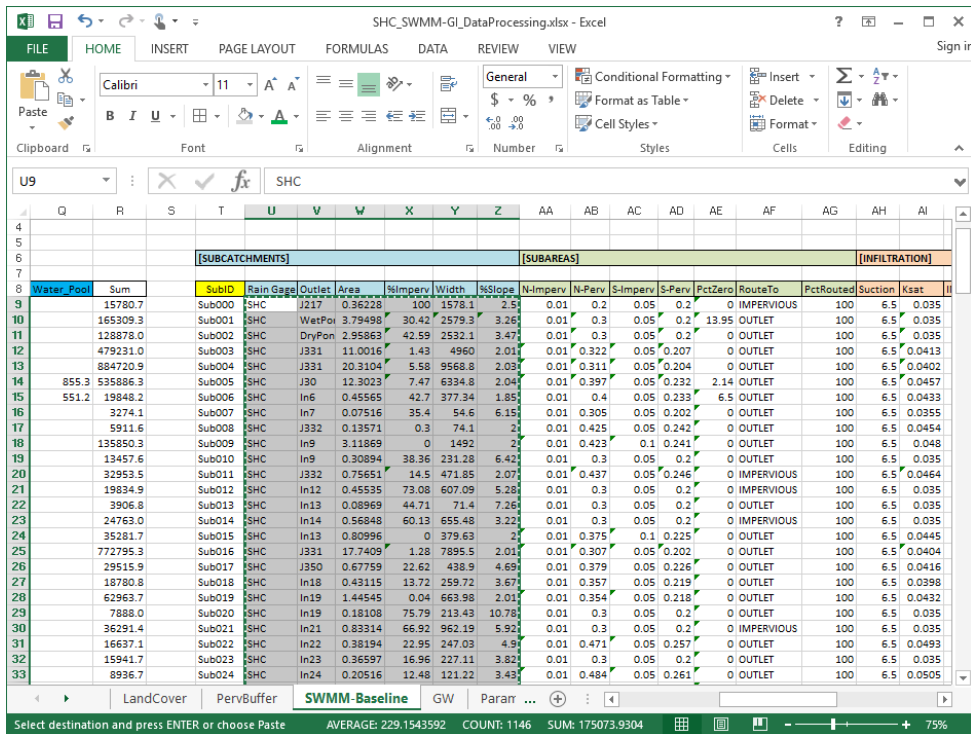 SHC_SWMM-GI_DataProcessing.xlsx - Excel
FILE HOME INSERT PAGE LAYOUT FORMULAS DATA REVIEW VIEW Sign in
Paste Calibri 11 A A General Conditional Formatting Insert
B I U A $ % , Format as Table Delete
Cell Styles Format
Clipboard Font Alignment Number Styles Cells Editing
U9 fx SHC
Q R S T U V W X Y Z AA AB AC AD AE AF AG AH AI
4
5
6 [SUBCATCHMENTS] [SUBAREAS] [INFILTRATION]
7
8 Water_Pool Sum SubID Rain Gage Outlet Area %Imperv Width %Slope N-Imperv N-Perv S-Imperv S-Perv PctZero RouteTo PctRouted Suction Ksat
9 15780.7 Sub000 SHC J217 0.36228 100 1578.1 2.5 0.01 0.2 0.05 0.2 0 IMPERVIOUS 100 6.5 0.035
10 165309.3 Sub001 SHC WetPo 3.79498 30.42 2579.3 3.26 0.01 0.3 0.05 0.2 13.95 OUTLET 100 6.5 0.035
11 128878.0 Sub002 SHC DryPon 2.95863 42.59 2532.1 3.47 0.01 0.3 0.05 0.2 0 OUTLET 100 6.5 0.035
12 479231.0 Sub003 SHC J331 11.0016 1.43 4960 2.01 0.01 0.322 0.05 0.207 0 OUTLET 100 6.5 0.0413
13 884720.9 Sub004 SHC J331 20.3104 5.58 9568.8 2.03 0.01 0.311 0.05 0.204 0 OUTLET 100 6.5 0.0402
14 855.3 535886.3 Sub005 SHC J30 12.3023 7.47 6334.8 2.04 0.01 0.397 0.05 0.232 2.14 OUTLET 100 6.5 0.0457
15 551.2 19848.2 Sub006 SHC In6 0.45565 42.7 377.34 1.85 0.01 0.4 0.05 0.233 6.5 OUTLET 100 6.5 0.0433
16 3274.1 Sub007 SHC In7 0.07516 35.4 54.6 6.15 0.01 0.305 0.05 0.202 0 OUTLET 100 6.5 0.0355
17 5911.6 Sub008 SHC J332 0.13571 0.3 74.1 2 0.01 0.425 0.05 0.242 0 OUTLET 100 6.5 0.0454
18 135850.3 Sub009 SHC In9 3.11869 0 1492 2 0.01 0.423 0.1 0.241 0 OUTLET 100 6.5 0.048
19 13457.6 Sub010 SHC In9 0.30894 38.36 231.28 6.42 0.01 0.3 0.05 0.2 0 OUTLET 100 6.5 0.035
20 32953.5 Sub011 SHC J332 0.75651 14.5 471.85 2.07 0.01 0.437 0.05 0.246 0 IMPERVIOUS 100 6.5 0.0464
21 19834.9 Sub012 SHC In12 0.45535 73.08 607.09 5.28 0.01 0.3 0.05 0.2 0 IMPERVIOUS 100 6.5 0.035
22 3906.8 Sub013 SHC In13 0.08969 44.71 71.4 7.26 0.01 0.3 0.05 0.2 0 OUTLET 100 6.5 0.035
23 24763.0 Sub014 SHC In14 0.56848 60.13 655.48 3.22 0.01 0.3 0.05 0.2 0 IMPERVIOUS 100 6.5 0.035
24 35281.7 Sub015 SHC In13 0.80996 0 379.63 2 0.01 0.375 0.1 0.225 0 OUTLET 100 6.5 0.0445
25 772795.3 Sub016 SHC J331 17.7409 1.28 7895.5 2.01 0.01 0.307 0.05 0.202 0 OUTLET 100 6.5 0.0404
26 29515.9 Sub017 SHC J350 0.67759 22.62 438.9 4.69 0.01 0.379 0.05 0.226 0 OUTLET 100 6.5 0.0416
27 18780.8 Sub018 SHC In18 0.43115 13.72 259.72 3.67 0.01 0.357 0.05 0.219 0 OUTLET 100 6.5 0.0398
28 62963.7 Sub019 SHC In19 1.44545 0.04 663.98 2.01 0.01 0.354 0.05 0.218 0 OUTLET 100 6.5 0.0432
29 7888.0 Sub020 SHC In19 0.18108 75.79 213.43 10.78 0.01 0.3 0.05 0.2 0 OUTLET 100 6.5 0.035
30 36291.4 Sub021 SHC In21 0.83314 66.92 962.19 5.92 0.01 0.3 0.05 0.2 0 IMPERVIOUS 100 6.5 0.035
31 16637.1 Sub022 SHC In22 0.38194 22.95 247.03 4.9 0.01 0.471 0.05 0.257 0 OUTLET 100 6.5 0.0493
32 15941.7 Sub023 SHC In23 0.36597 16.96 227.11 3.82 0.01 0.3 0.05 0.2 0 OUTLET 100 6.5 0.035
33 8936.7 Sub024 SHC In24 0.20516 12.48 121.22 3.43 0.01 0.484 0.05 0.261 0 OUTLET 100 6.5 0.0505
LandCover PervBuffer SWMM-Baseline GW Param ...
Select destination and press ENTER or choose Paste AVERAGE: 229.1543592 COUNT: 1146 SUM: 175073.9304 75%